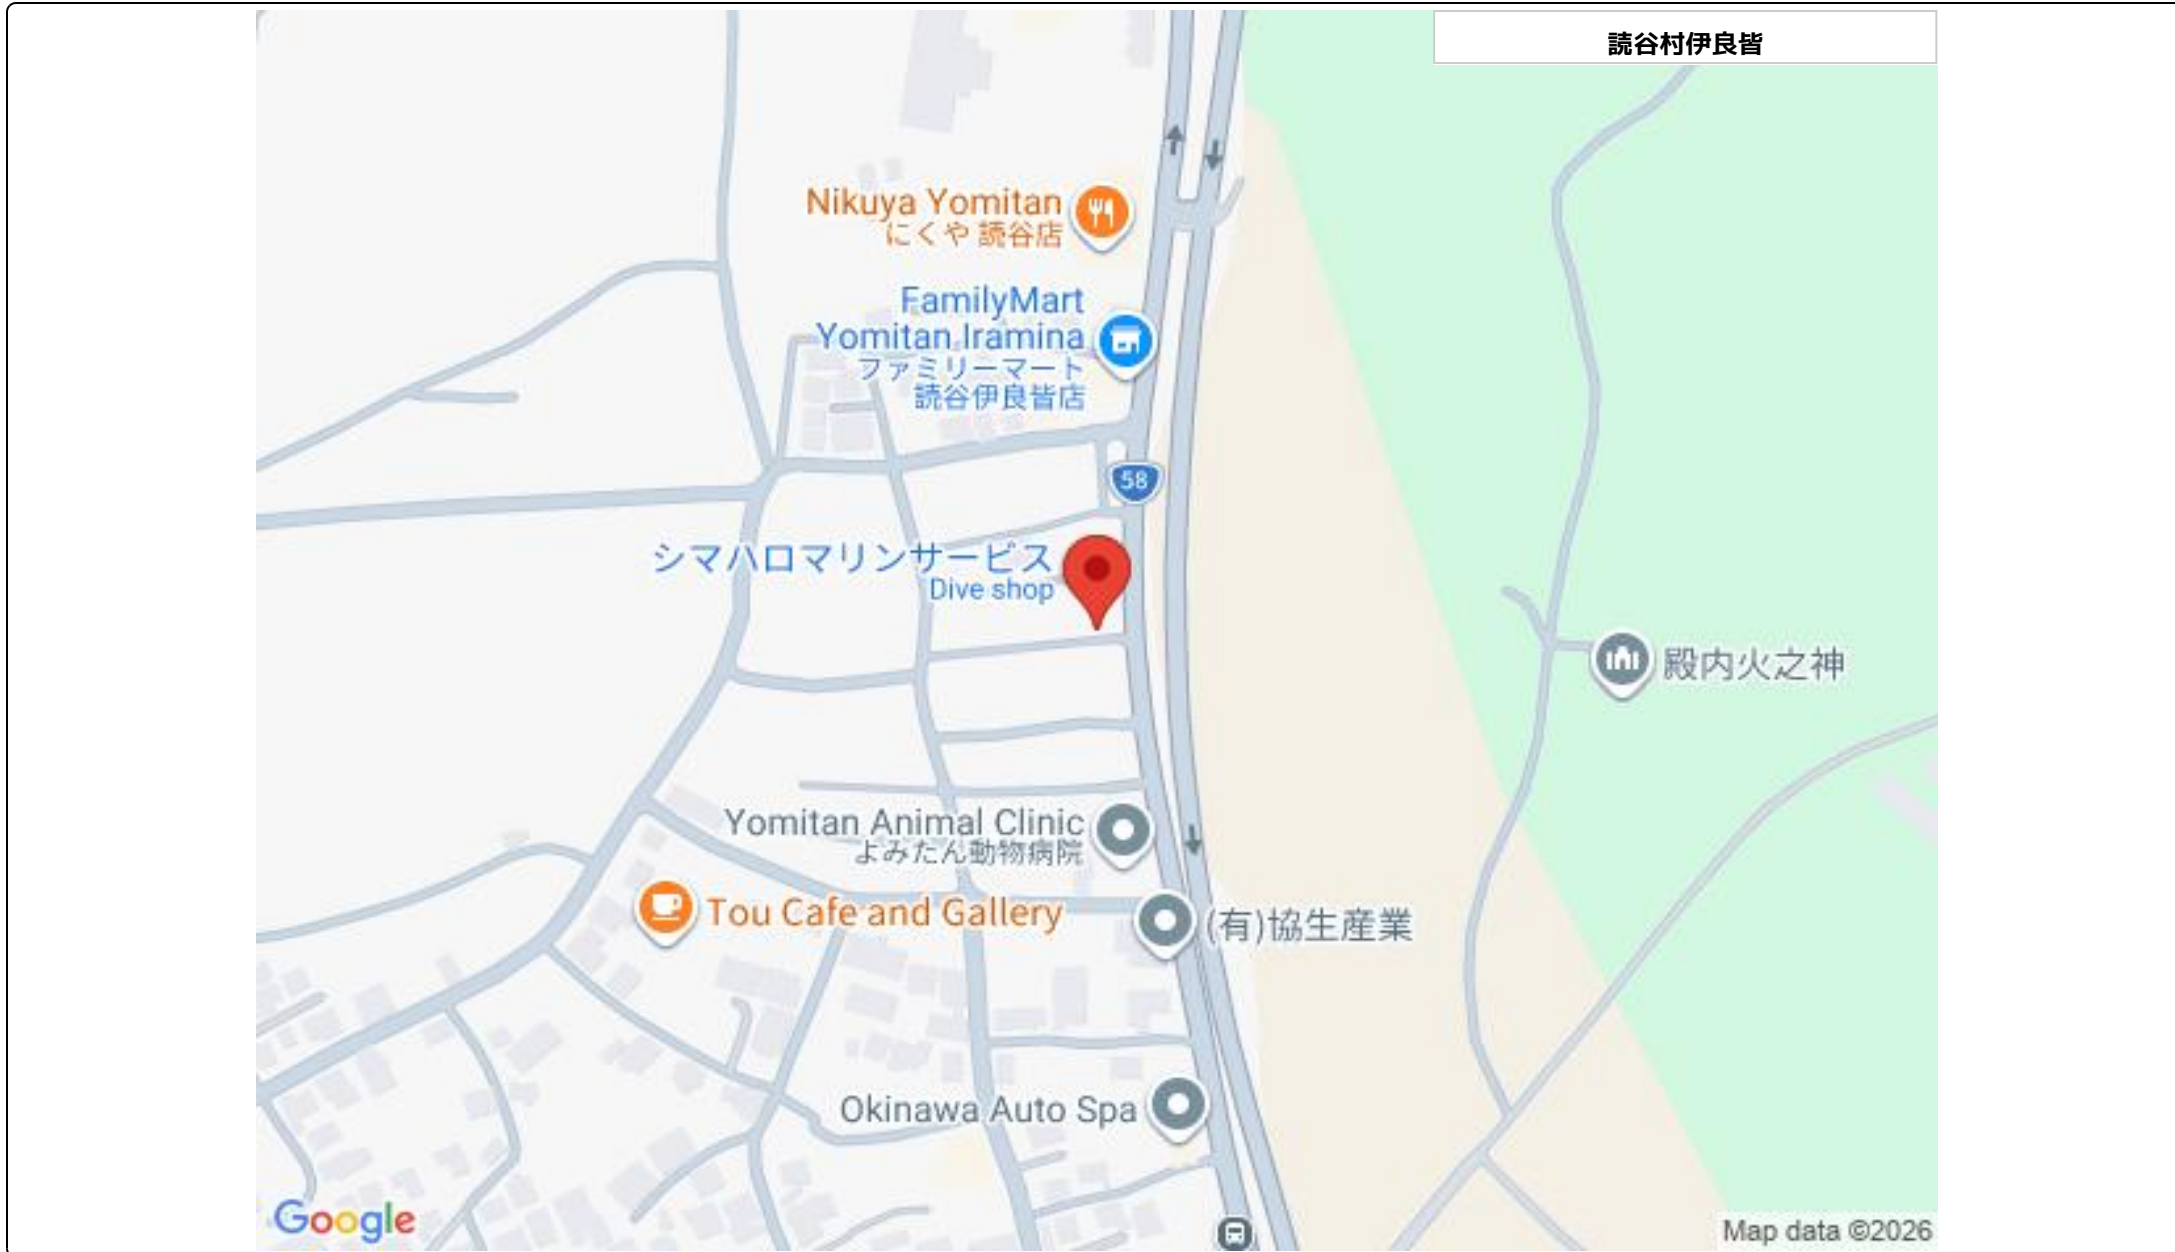 読谷村伊良皆
Nikuya Yomitan
にくや 読谷店
FamilyMart
Yomitan Iramina
ファミリーマート
読谷伊良皆店
58
シマハロマリンサービス
Dive shop
殿内火之神
Yomitan Animal Clinic
よみたん動物病院
Tou Cafe and Gallery
(有)協生産業
Okinawa Auto Spa
Google
Map data ©2026